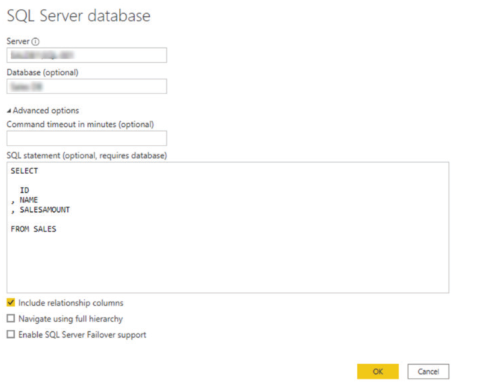 SQL Server database
Server
Database (optional)
Advanced options
Command timeout in minutes (optional)
SQL statement (optional, requires database)
SELECT
ID
, NAME
, SALESAMOUNT
FROM SALES
Include relationship columns
Navigate using full hierarchy
Enable SQL Server Failover support
OK
Cancel